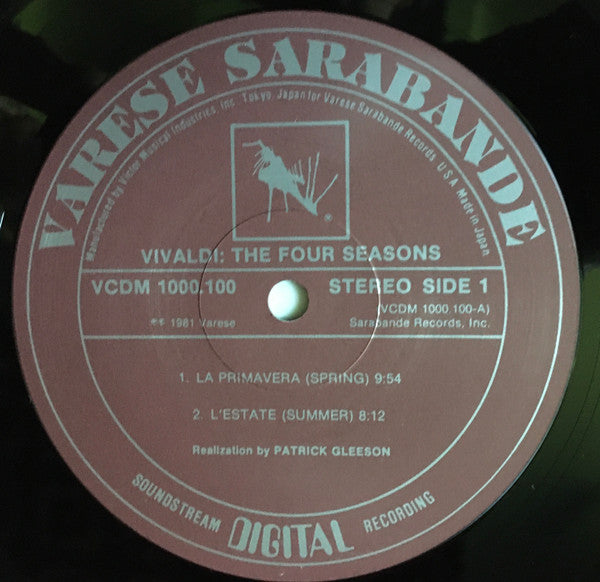 VARESE SARABANDE
Manufactured by Victor Musical Industries, Inc. Tokyo, Japan for Varese Sarabande Records, U.S.A. Made in Japan.
®
VIVALDI: THE FOUR SEASONS
VCDM 1000.100 STEREO SIDE 1
(VCDM 1000.100-A)
1981 Varese Sarabande Records, Inc.
1. LA PRIMAVERA (SPRING) 9:54
2. L'ESTATE (SUMMER) 8:12
Realization by PATRICK GLEESON
SOUNDSTREAM DIGITAL RECORDING